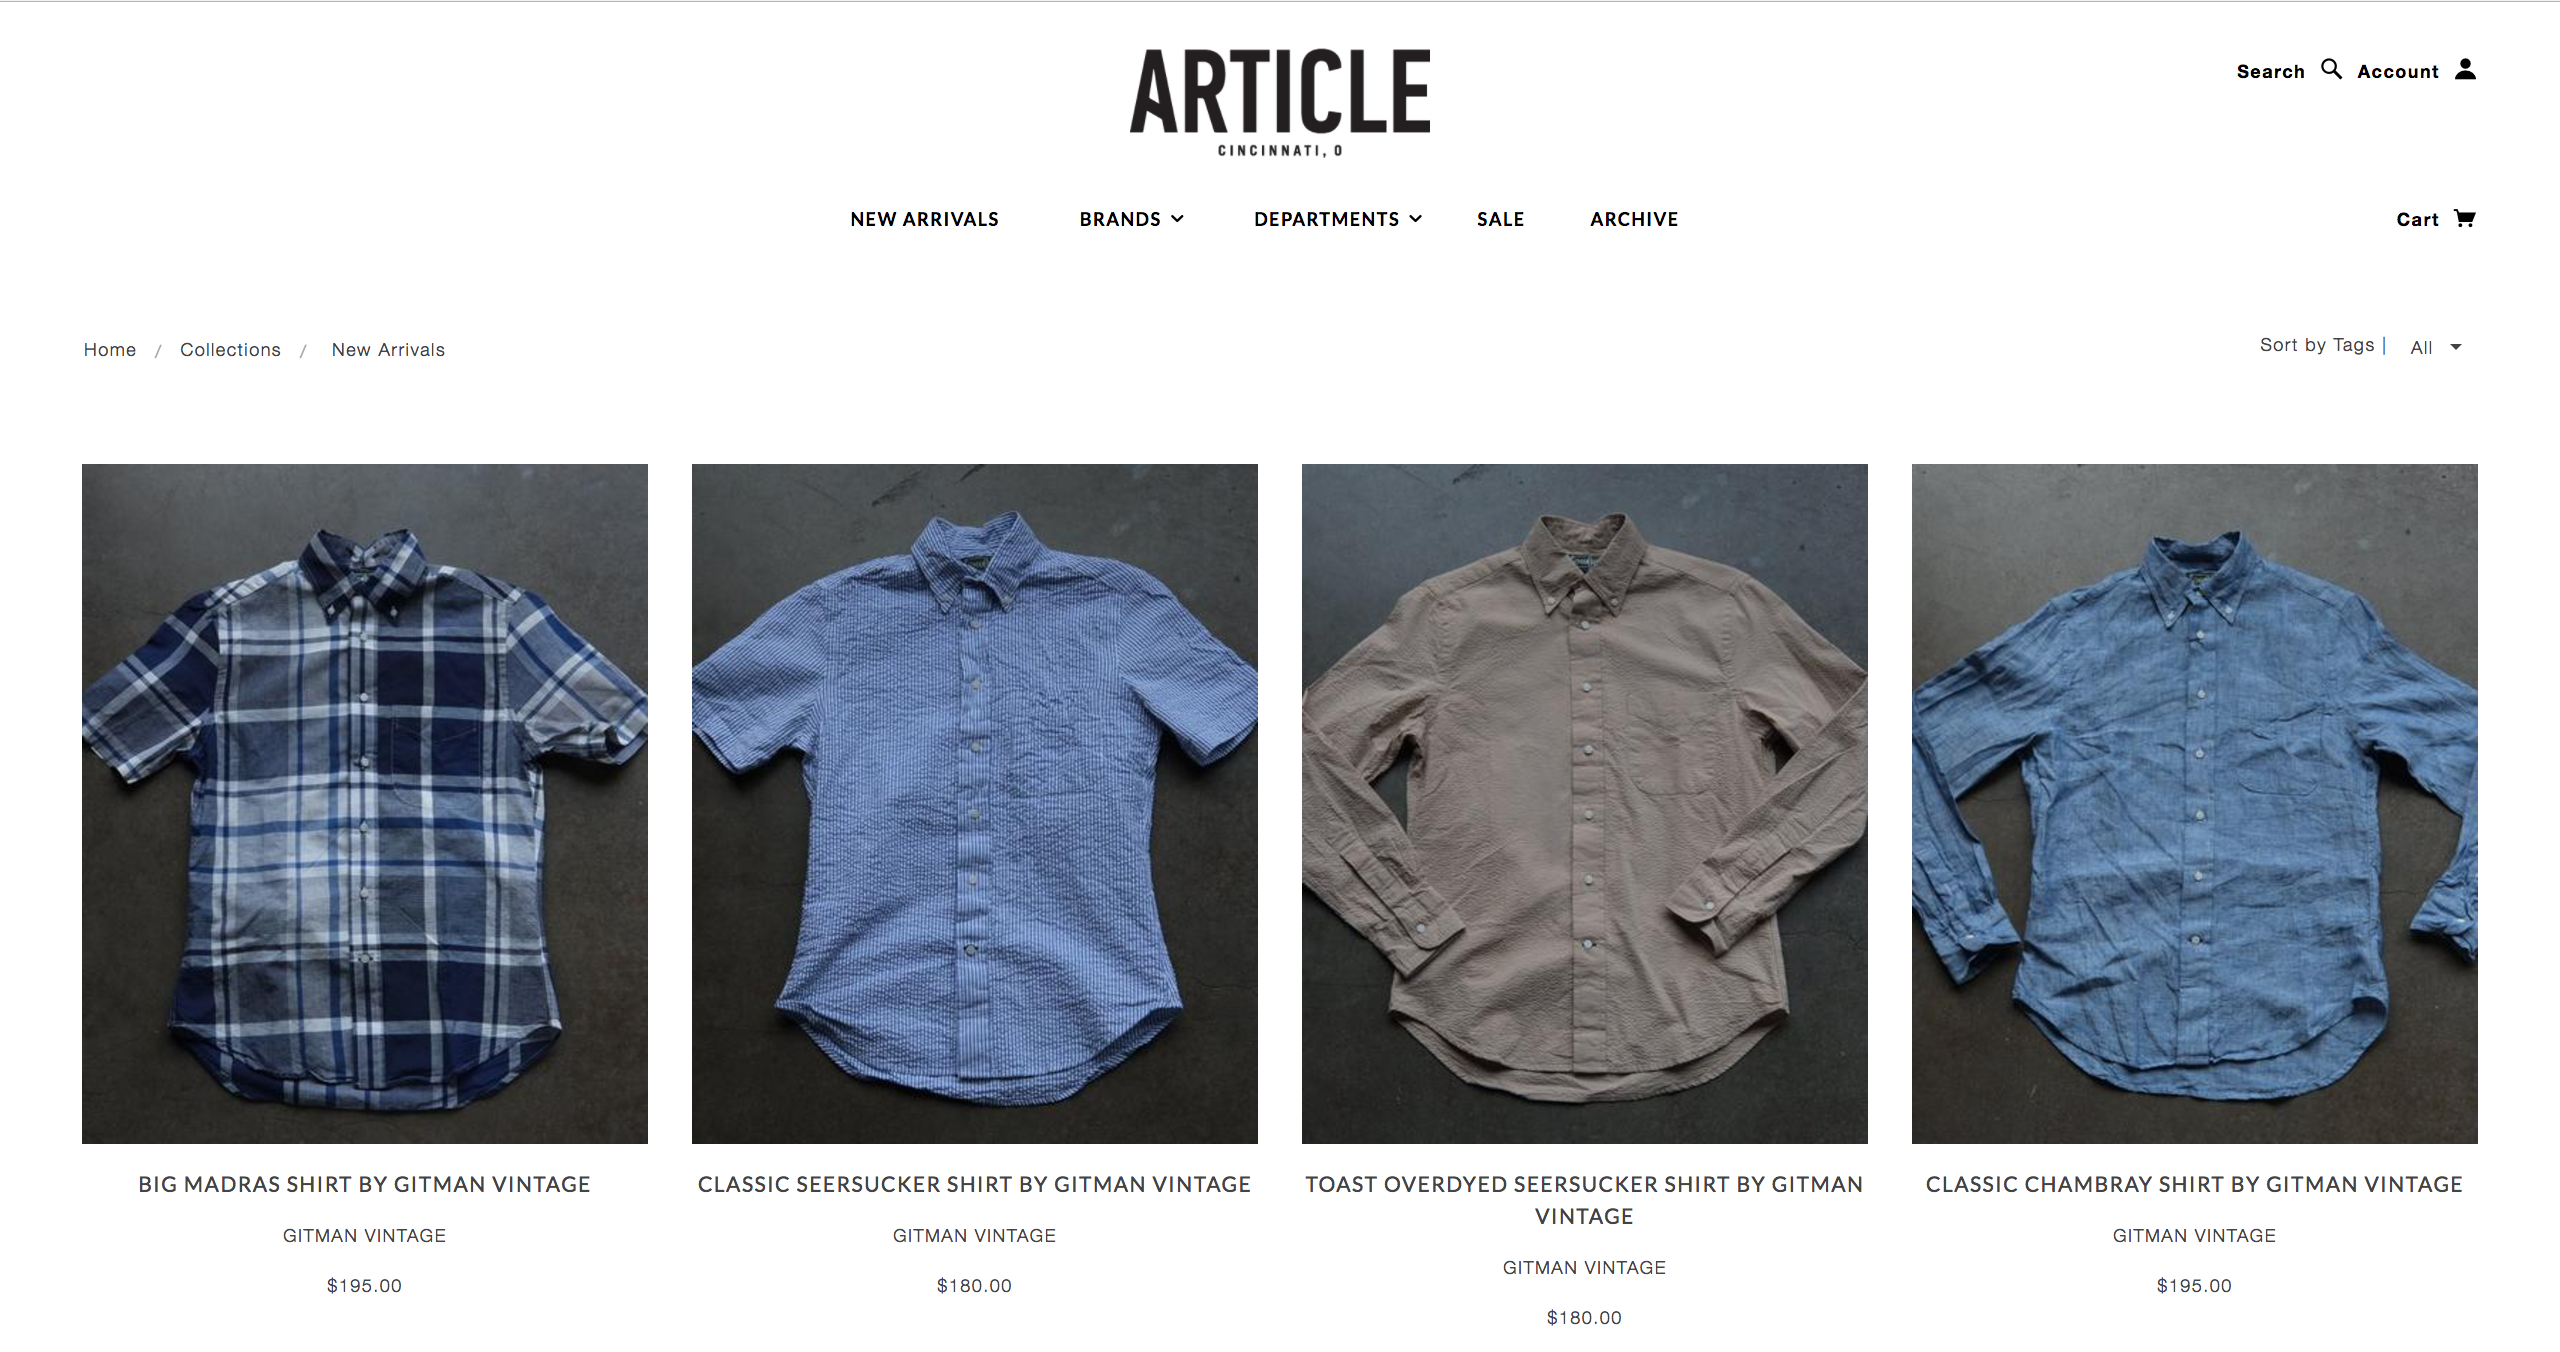 ARTICLE
CINCINNATI, O
Search Account
NEW ARRIVALS BRANDS DEPARTMENTS SALE ARCHIVE
Cart
Home / Collections / New Arrivals
Sort by Tags | All
BIG MADRAS SHIRT BY GITMAN VINTAGE
GITMAN VINTAGE
$195.00
CLASSIC SEERSUCKER SHIRT BY GITMAN VINTAGE
GITMAN VINTAGE
$180.00
TOAST OVERDYED SEERSUCKER SHIRT BY GITMAN
VINTAGE
GITMAN VINTAGE
$180.00
CLASSIC CHAMBRAY SHIRT BY GITMAN VINTAGE
GITMAN VINTAGE
$195.00